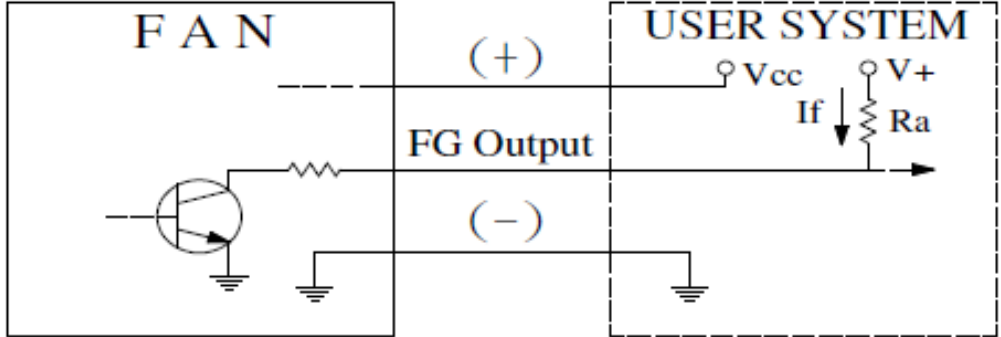 F A N
USER SYSTEM
(+)
Vcc
V+
If
Ra
FG Output
(-)